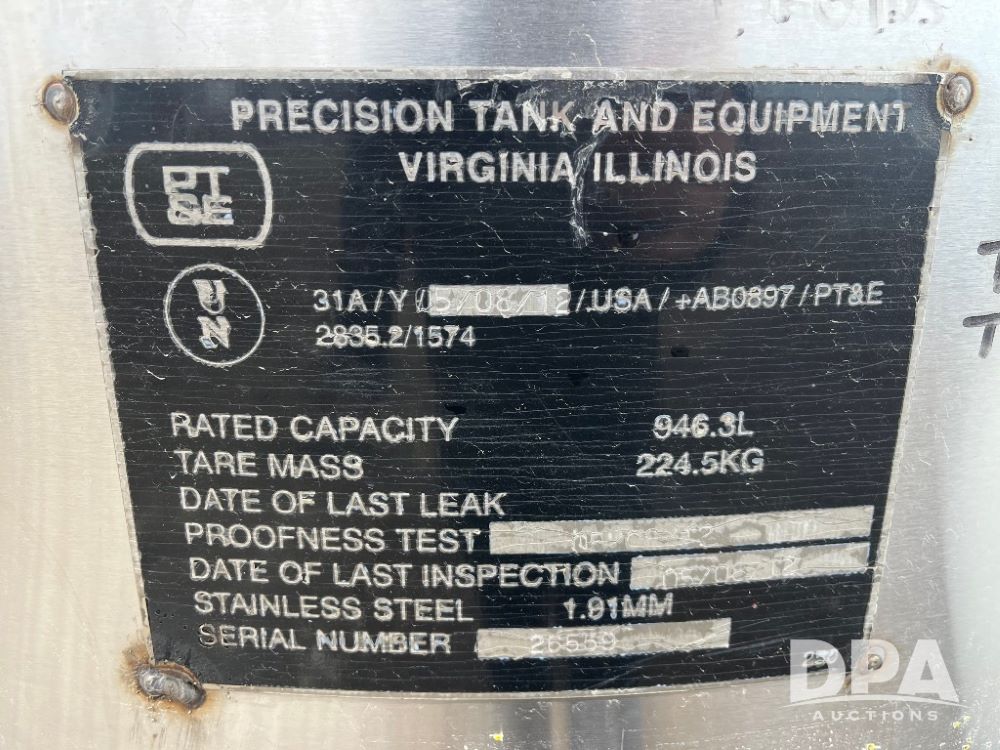 PRECISION TANK AND EQUIPMENT
VIRGINIA ILLINOIS
PT
&E
UN
31A/Y/05/08/12/USA/+AB0897/PT&E
2835.2/1574
RATED CAPACITY 946.3L
TARE MASS 224.5KG
DATE OF LAST LEAK
PROOFNESS TEST
DATE OF LAST INSPECTION 05/08/12
STAINLESS STEEL 1.91MM
SERIAL NUMBER 26559
DPA
AUCTIONS